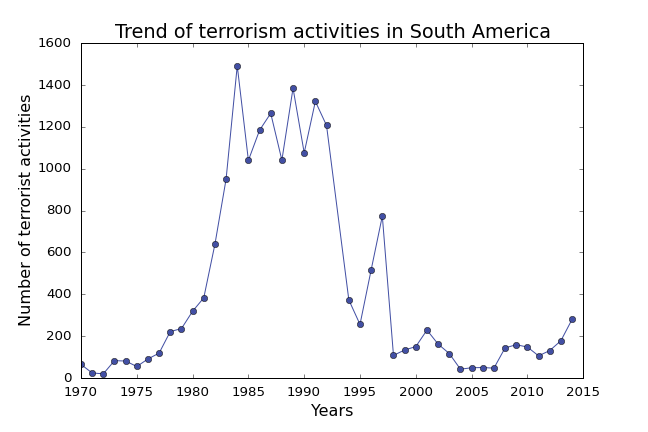 Trend of terrorism activities in South America
1600
1400
1200
1000
800
600
400
200
0
Number of terrorist activities
1970 1975 1980 1985 1990 1995 2000 2005 2010 2015
Years